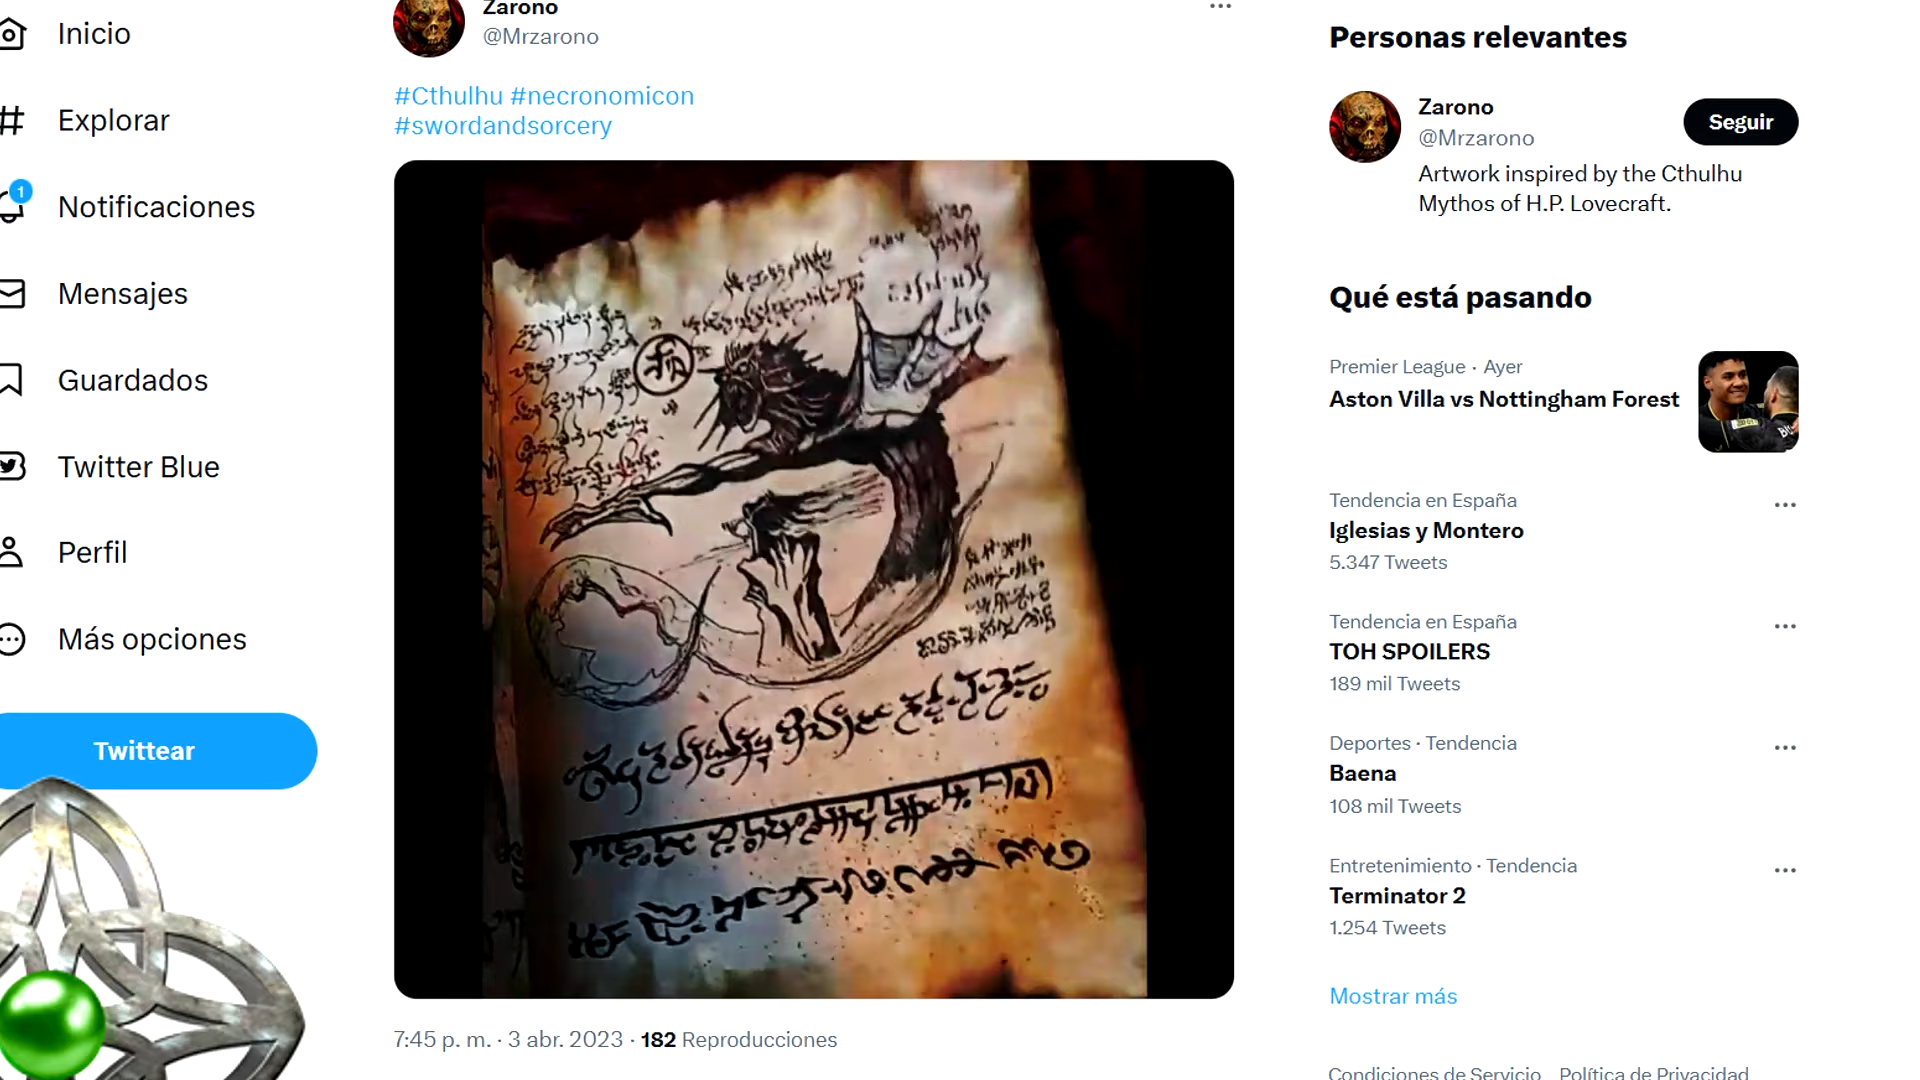 Inicio
Explorar
1
Notificaciones
Mensajes
Guardados
Twitter Blue
Perfil
Más opciones
Twittear
Zarono
@Mrzarono
#Cthulhu #necronomicon
#swordandsorcery
7:45 p. m. · 3 abr. 2023 · 182 Reproducciones
Personas relevantes
Zarono
@Mrzarono
Seguir
Artwork inspired by the Cthulhu
Mythos of H.P. Lovecraft.
Qué está pasando
Premier League · Ayer
Aston Villa vs Nottingham Forest
Tendencia en España
Iglesias y Montero
5.347 Tweets
Tendencia en España
TOH SPOILERS
189 mil Tweets
Deportes · Tendencia
Baena
108 mil Tweets
Entretenimiento · Tendencia
Terminator 2
1.254 Tweets
Mostrar más
Condiciones de Servicio Política de Privacidad